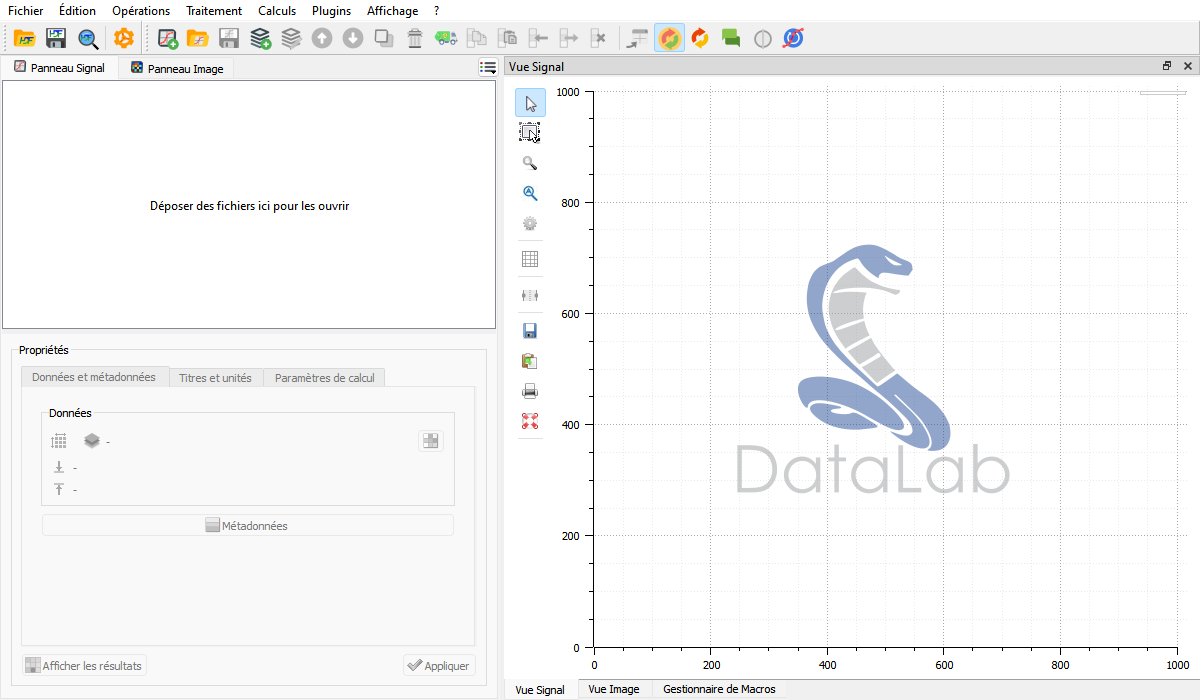 Fichier Édition Opérations Traitement Calculs Plugins Affichage ?
Panneau Signal Panneau Image
Vue Signal
Déposer des fichiers ici pour les ouvrir
Propriétés
Données et métadonnées Titres et unités Paramètres de calcul
Données
-
-
-
Métadonnées
Afficher les résultats Appliquer
1000
800
600
400
200
0
0 200 400 600 800 1000
DataLab
Vue Signal Vue Image Gestionnaire de Macros